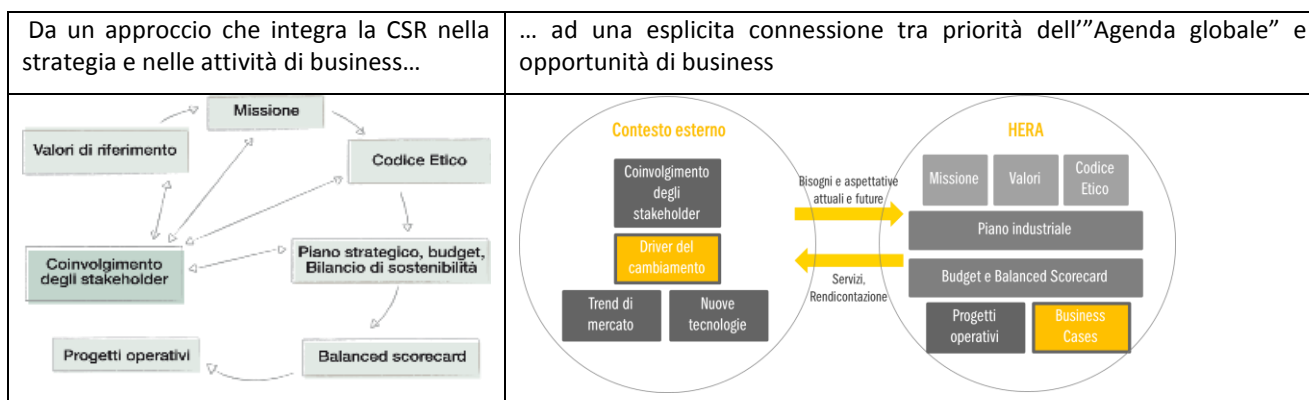 Da un approccio che integra la CSR nella
strategia e nelle attività di business…
… ad una esplicita connessione tra priorità dell'”Agenda globale” e
opportunità di business
Missione
Valori di riferimento
Codice Etico
Coinvolgimento
degli stakeholder
Piano strategico, budget,
Bilancio di sostenibilità
Progetti operativi
Balanced scorecard
Contesto esterno
Coinvolgimento
degli
stakeholder
Driver del
cambiamento
Trend di
mercato
Nuove
tecnologie
Bisogni e aspettative
attuali e future
Servizi,
Rendicontazione
HERA
Missione
Valori
Codice
Etico
Piano industriale
Budget e Balanced Scorecard
Progetti
operativi
Business
Cases